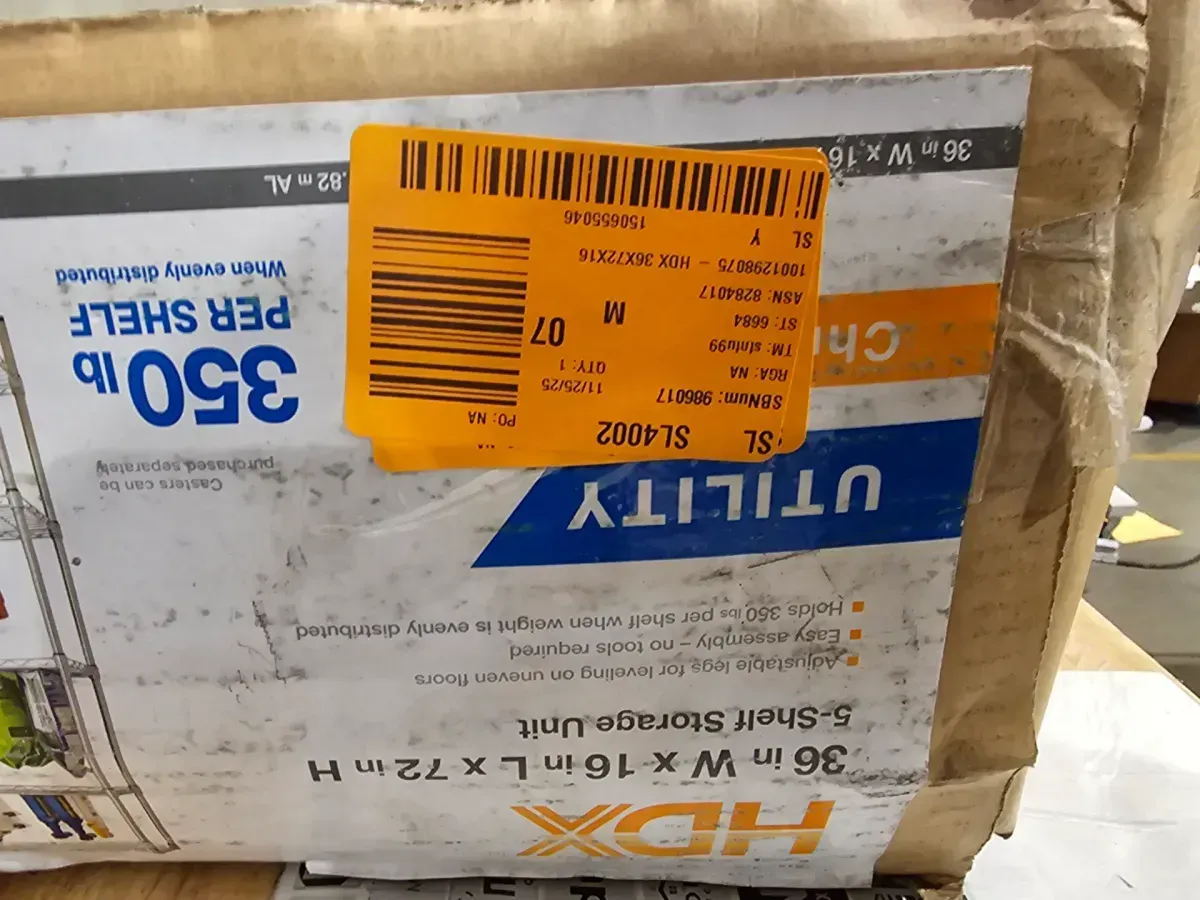 HDX
36 in W x 16 in L x 72 in H
5-Shelf Storage Unit
Adjustable legs for leveling on uneven floors
Easy assembly – no tools required
Holds 350 lbs per shelf when weight is evenly distributed
UTILITY
Casters can be
purchased separately
350 lb
PER SHELF
When evenly distributed
SL SL4002 PO: NA
SBNum: 986017 11/25/25
RGA: NA QTY: 1
TM: stnlu99
ST: 6684 M 07
ASN: 8284017
1001298075 – HDX 36X72X16
SL Y
150655046
36 in W x 16
.82 m AL